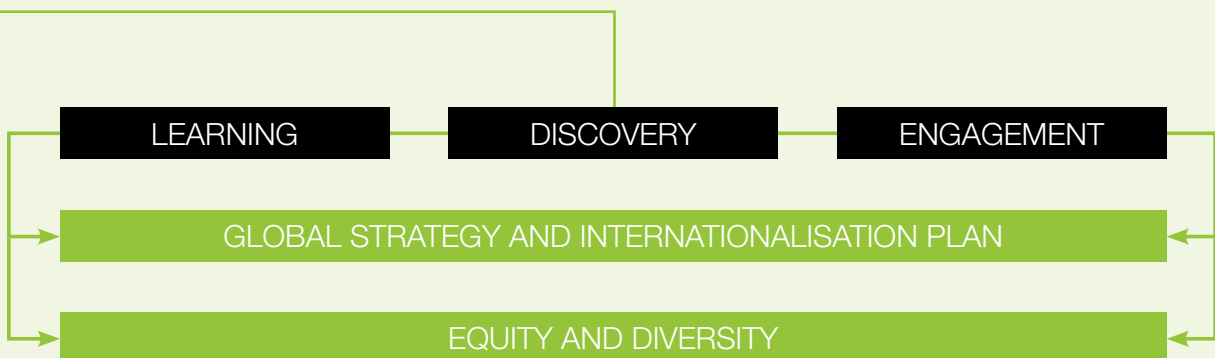 LEARNING
DISCOVERY
ENGAGEMENT
GLOBAL STRATEGY AND INTERNATIONALISATION PLAN
EQUITY AND DIVERSITY